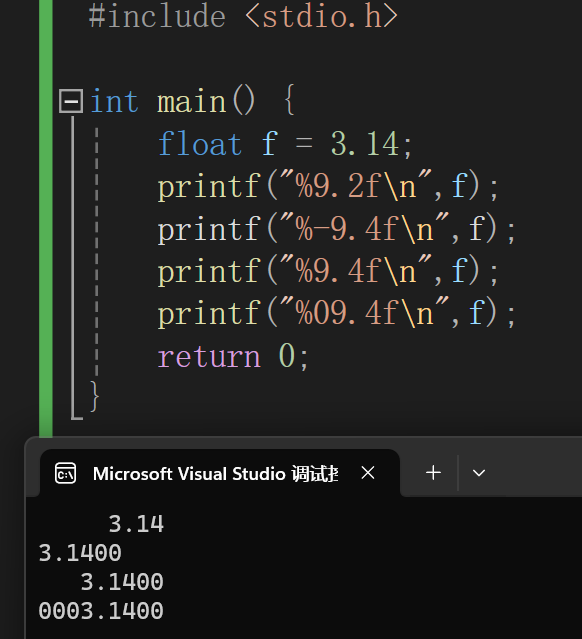 #include <stdio.h>
int main() {
float f = 3.14;
printf("%9.2f\n",f);
printf("%-9.4f\n",f);
printf("%9.4f\n",f);
printf("%09.4f\n",f);
return 0;
}
Microsoft Visual Studio 调试
3.14
3.1400
3.1400
0003.1400